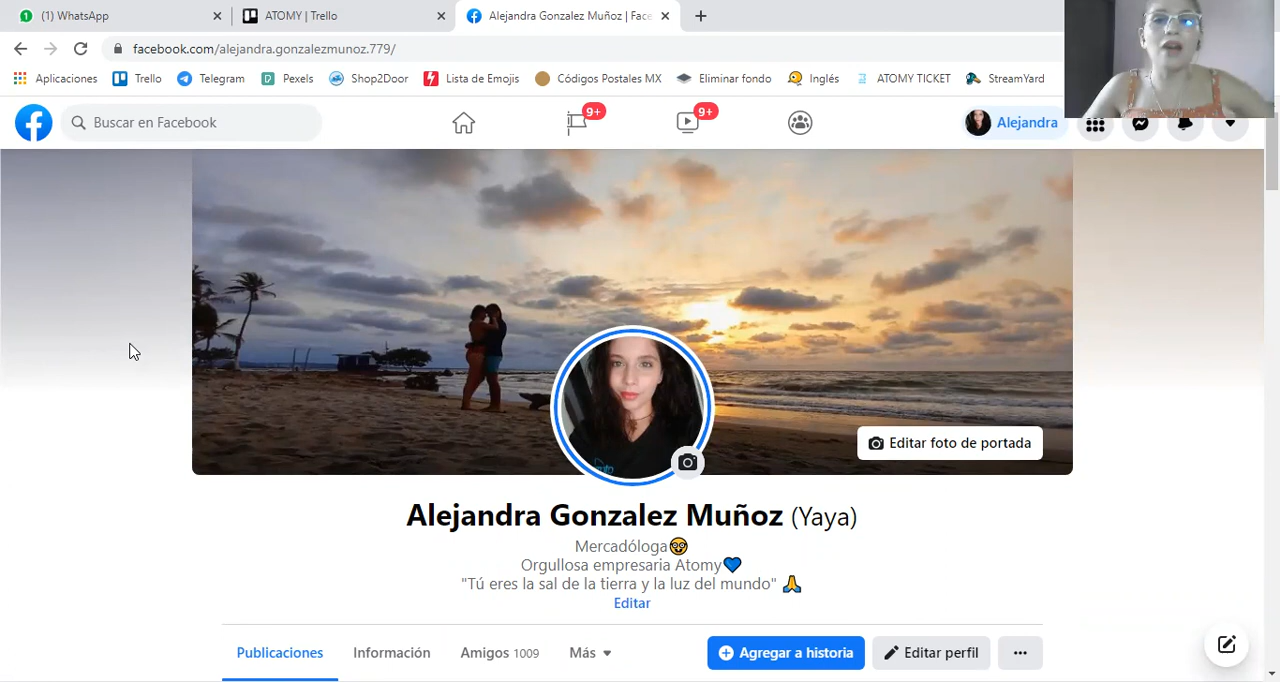 (1) WhatsApp
ATOMY | Trello
Alejandra Gonzalez Muñoz | Face
facebook.com/alejandra.gonzalezmunoz.779/
Aplicaciones
Trello
Telegram
Pexels
Shop2Door
Lista de Emojis
Códigos Postales MX
Eliminar fondo
Inglés
ATOMY TICKET
StreamYard
Buscar en Facebook
9+
9+
Alejandra
Editar foto de portada
Alejandra Gonzalez Muñoz (Yaya)
Mercadóloga🤓
Orgullosa empresaria Atomy💙
"Tú eres la sal de la tierra y la luz del mundo" 🙏
Editar
Publicaciones
Información
Amigos 1009
Más
Agregar a historia
Editar perfil